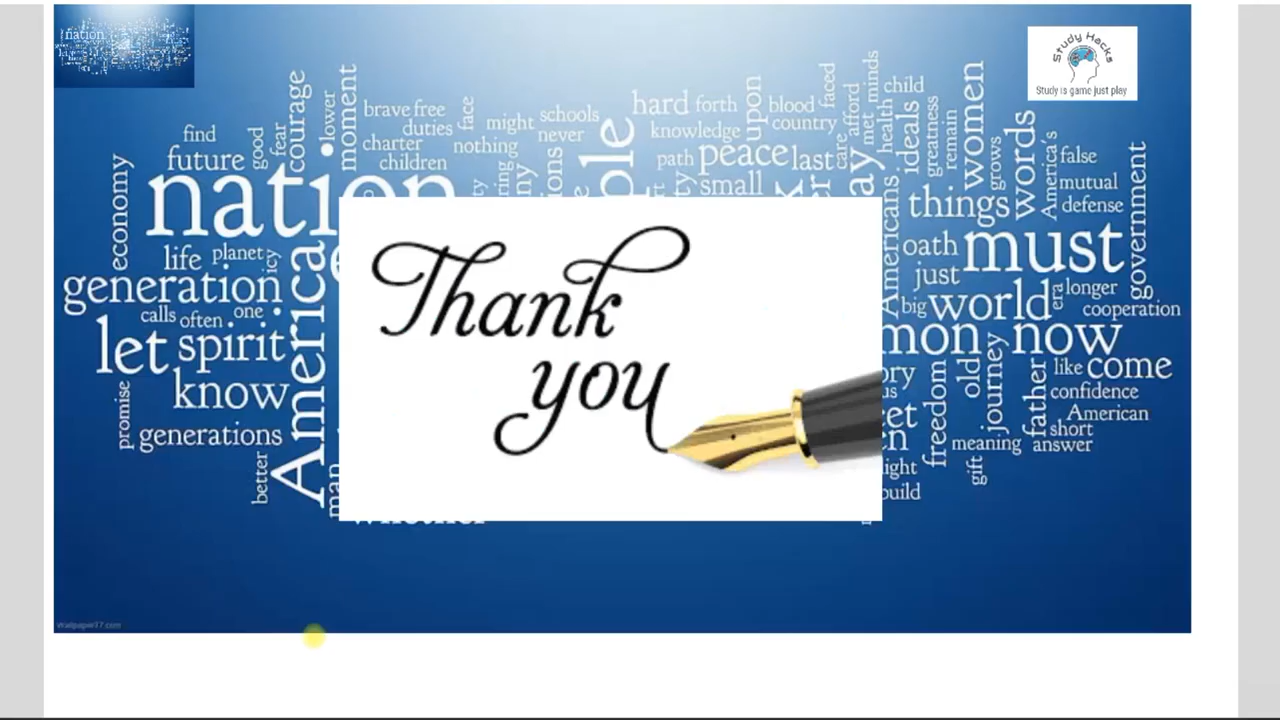 nation
Study Hacks
Study is game just play
find
future
economy
good
fear
courage
lower
moment
brave
free
duties
face
charter
children
might
nothing
schools
never
hard
forth
knowledge
upon
blood
country
faced
afford
minds
met
child
health
ideals
greatness
remain
women
grows
words
America's
false
mutual
defense
government
path
peace
last
care
small
things
Americans
oath
just
must
big
world
era
longer
cooperation
now
life
planet
generation
calls
often
one
let
spirit
know
promise
generations
America
better
man
old
journey
father
like
come
confidence
American
freedom
meaning
short
answer
gift
Thank
you
Wallpaper77.com